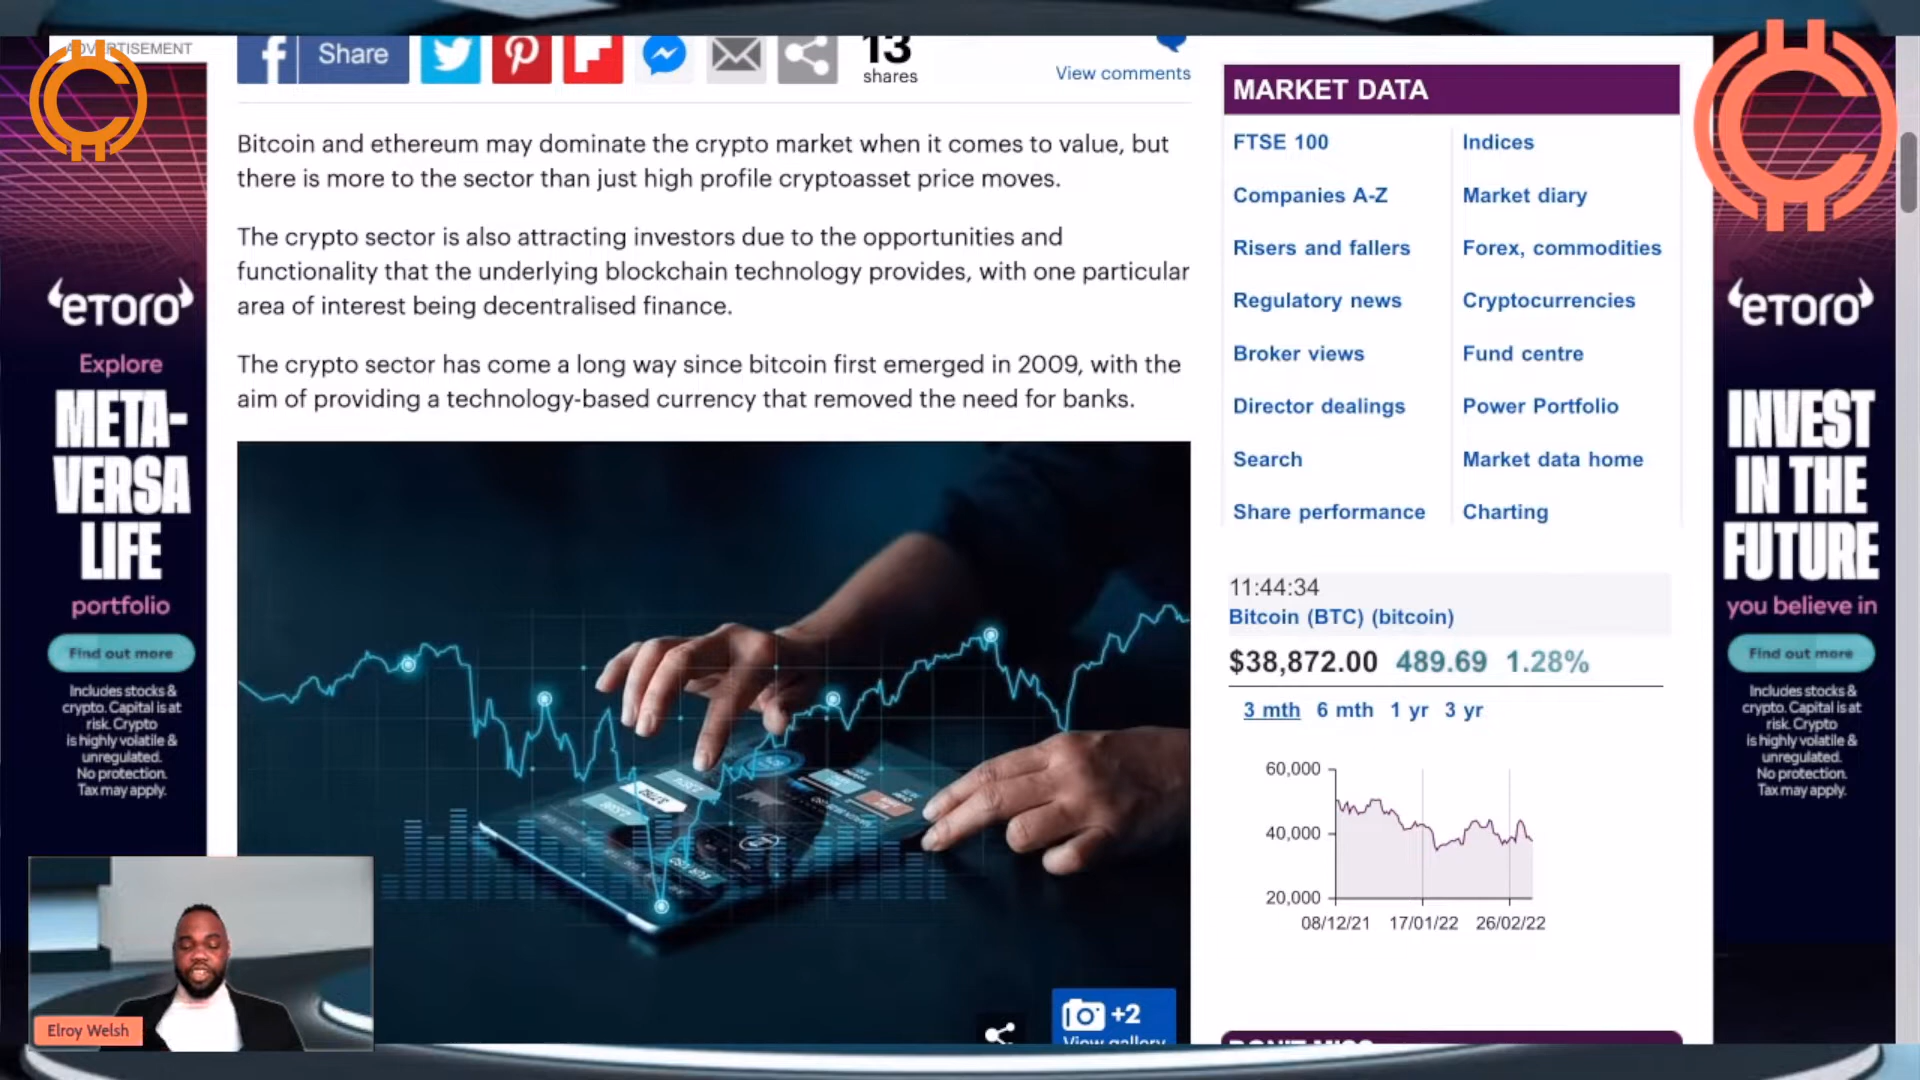 ADVERTISEMENT
Share
13
shares
View comments
Bitcoin and ethereum may dominate the crypto market when it comes to value, but
there is more to the sector than just high profile cryptoasset price moves.
The crypto sector is also attracting investors due to the opportunities and
functionality that the underlying blockchain technology provides, with one particular
area of interest being decentralised finance.
The crypto sector has come a long way since bitcoin first emerged in 2009, with the
aim of providing a technology-based currency that removed the need for banks.
+2
View gallery
Elroy Welsh
eTORO
Explore
META-
VERSA
LIFE
portfolio
Find out more
Includes stocks &
crypto. Capital is at
risk. Crypto
is highly volatile &
unregulated.
No protection.
Tax may apply.
MARKET DATA
FTSE 100
Indices
Companies A-Z
Market diary
Risers and fallers
Forex, commodities
Regulatory news
Cryptocurrencies
Broker views
Fund centre
Director dealings
Power Portfolio
Search
Market data home
Share performance
Charting
11:44:34
Bitcoin (BTC) (bitcoin)
$38,872.00 489.69 1.28%
3 mth 6 mth 1 yr 3 yr
60,000
40,000
20,000
08/12/21 17/01/22 26/02/22
DON'T MISS
eTORO
INVEST
IN THE
FUTURE
you believe in
Find out more
Includes stocks &
crypto. Capital is at
risk. Crypto
is highly volatile &
unregulated.
No protection.
Tax may apply.